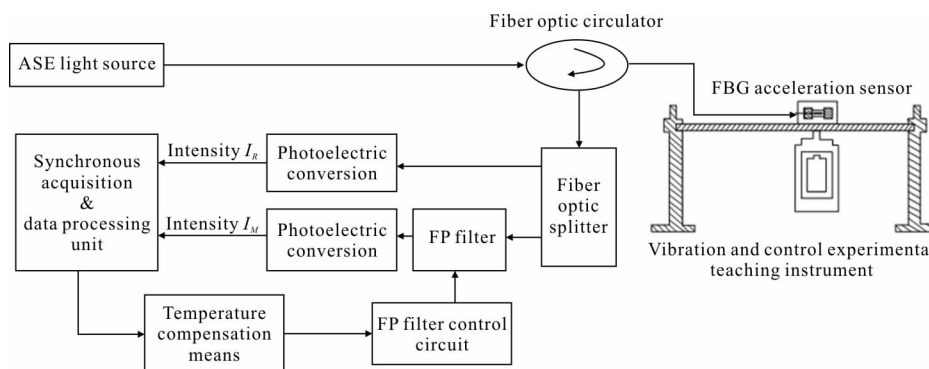 Fiber optic circulator
ASE light source
FBG acceleration sensor
Synchronous
acquisition
&
data processing
unit
Intensity I_R
Photoelectric
conversion
Fiber
optic
splitter
Intensity I_M
Photoelectric
conversion
FP filter
Vibration and control experimenta
teaching instrument
Temperature
compensation
means
FP filter control
circuit